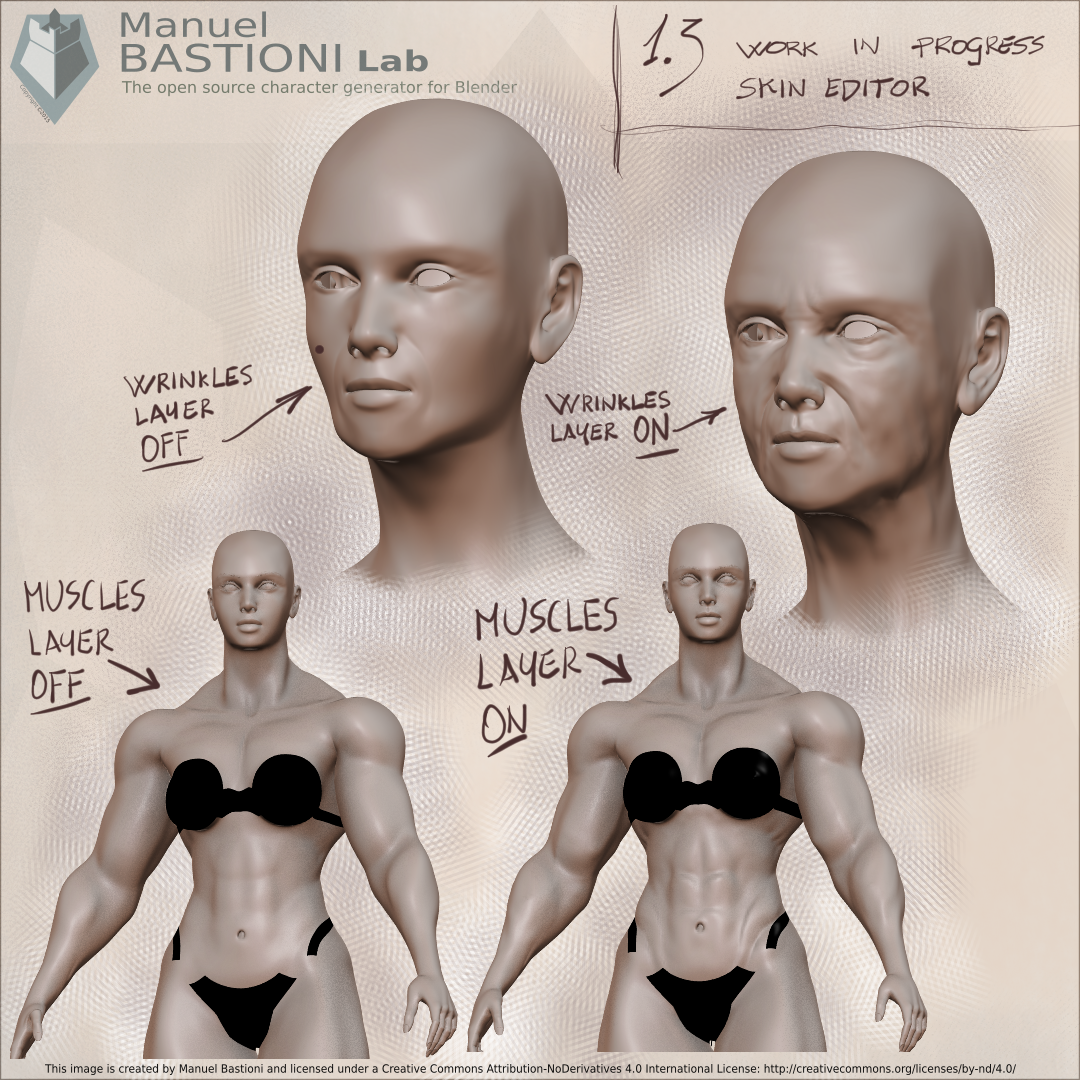 Manuel
BASTIONI Lab
The open source character generator for Blender
1.3 WORK IN PROGRESS
SKIN EDITOR
WRINKLES
LAYER
OFF
WRINKLES
LAYER ON
MUSCLES
LAYER
OFF
MUSCLES
LAYER
ON
This image is created by Manuel Bastioni and licensed under a Creative Commons Attribution-NoDerivatives 4.0 International License: http://creativecommons.org/licenses/by-nd/4.0/